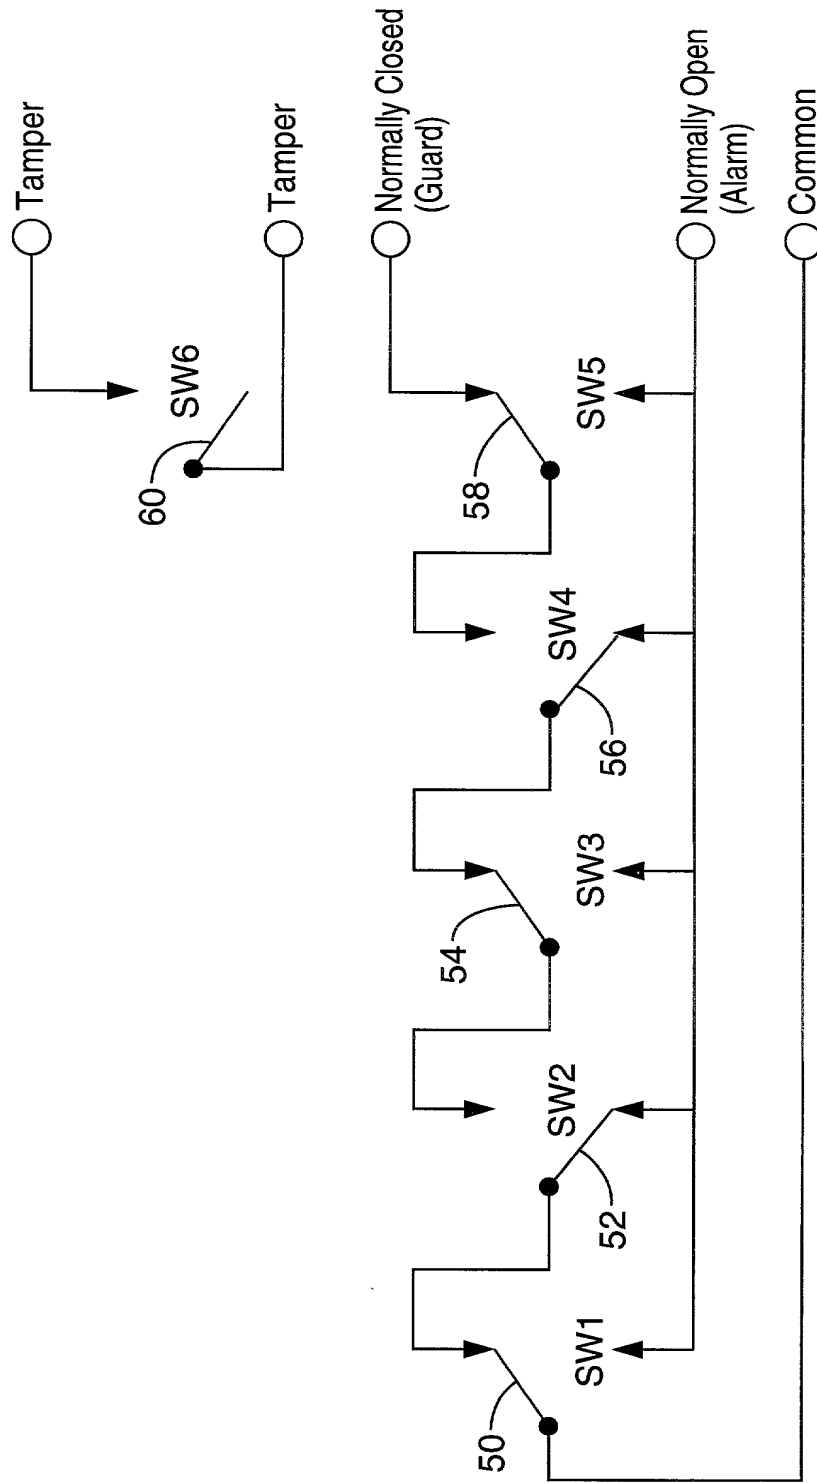 Tamper
SW6
60
Tamper
Normally Closed
(Guard)
58
SW5
SW4
56
54
SW3
SW2
52
50
SW1
Normally Open
(Alarm)
Common